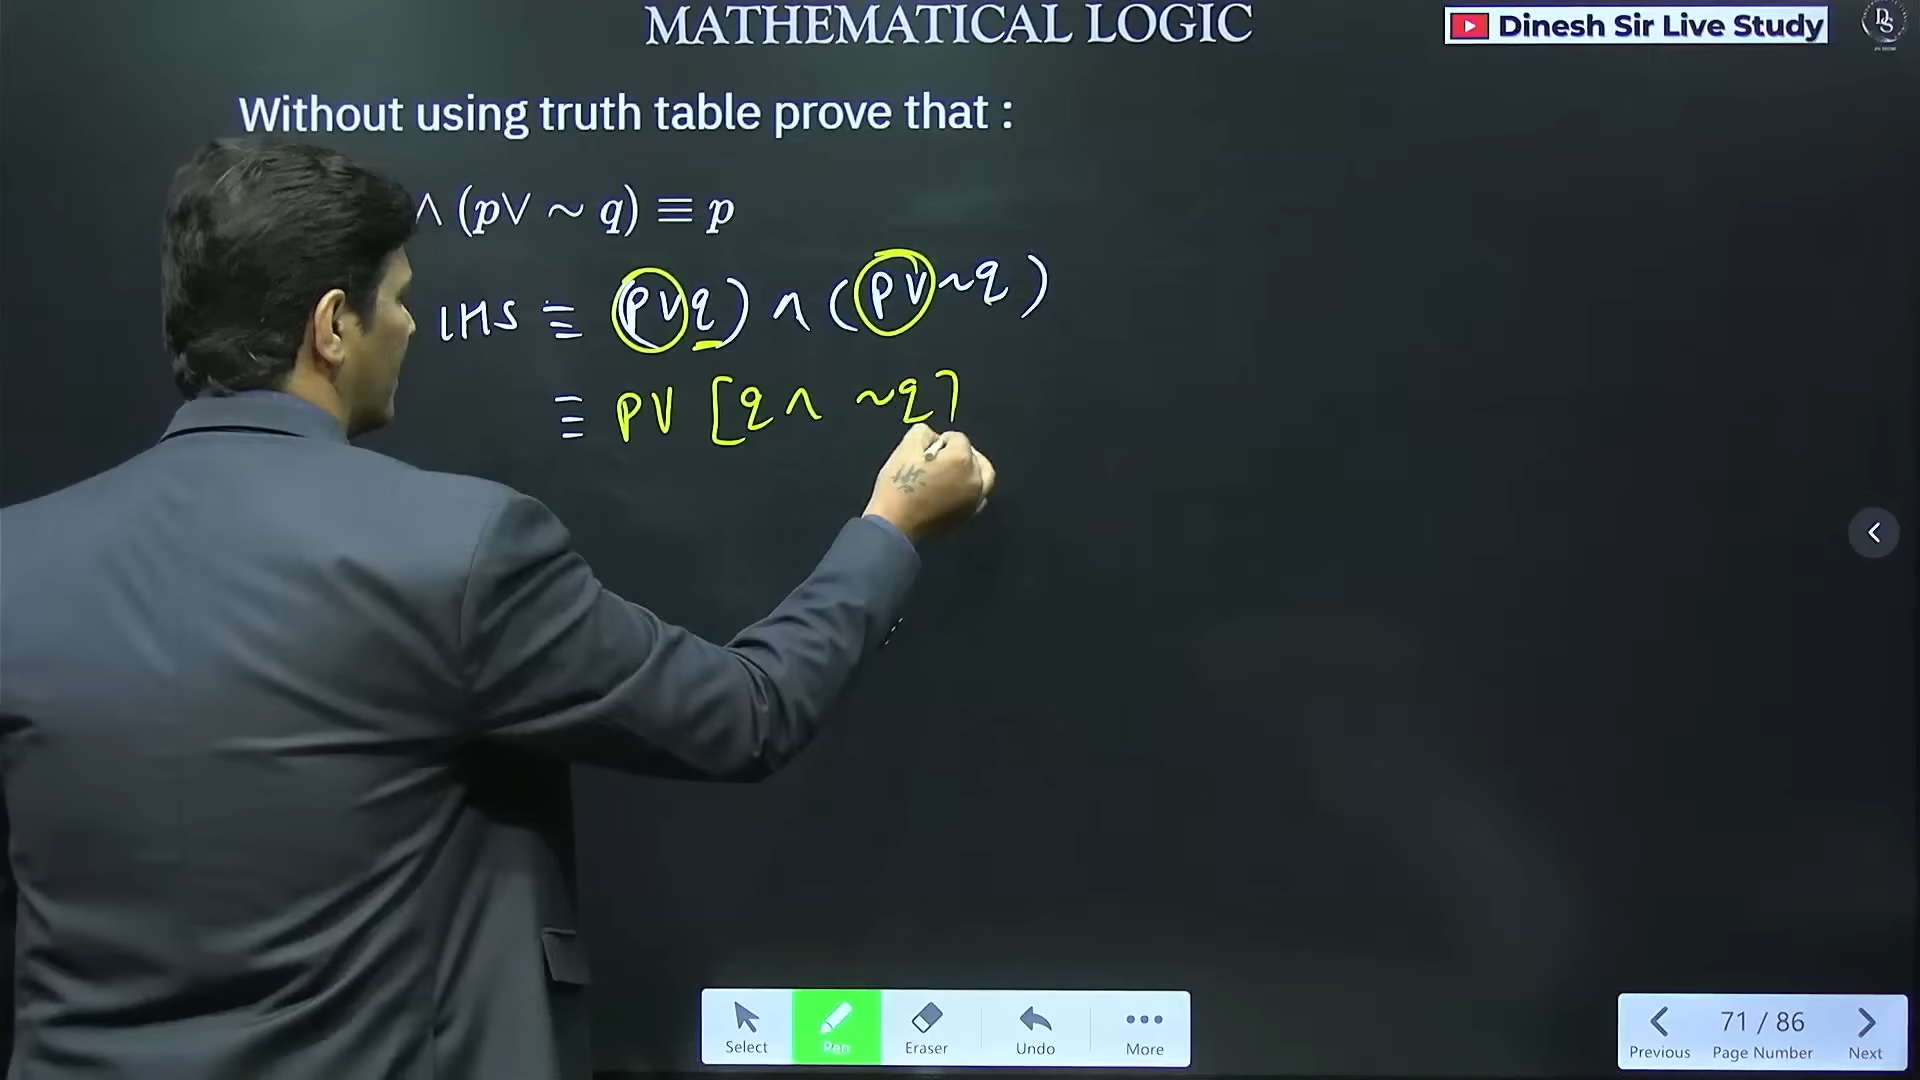 MATHEMATICAL LOGIC
Dinesh Sir Live Study
DS
Without using truth table prove that :
∧ (p∨ ~ q) ≡ p
LHS ≡ (p∨q) ∧ (p∨~q)
≡ p∨ [q∧ ~q]
Select
Pen
Eraser
Undo
More
71 / 86
Previous
Page Number
Next